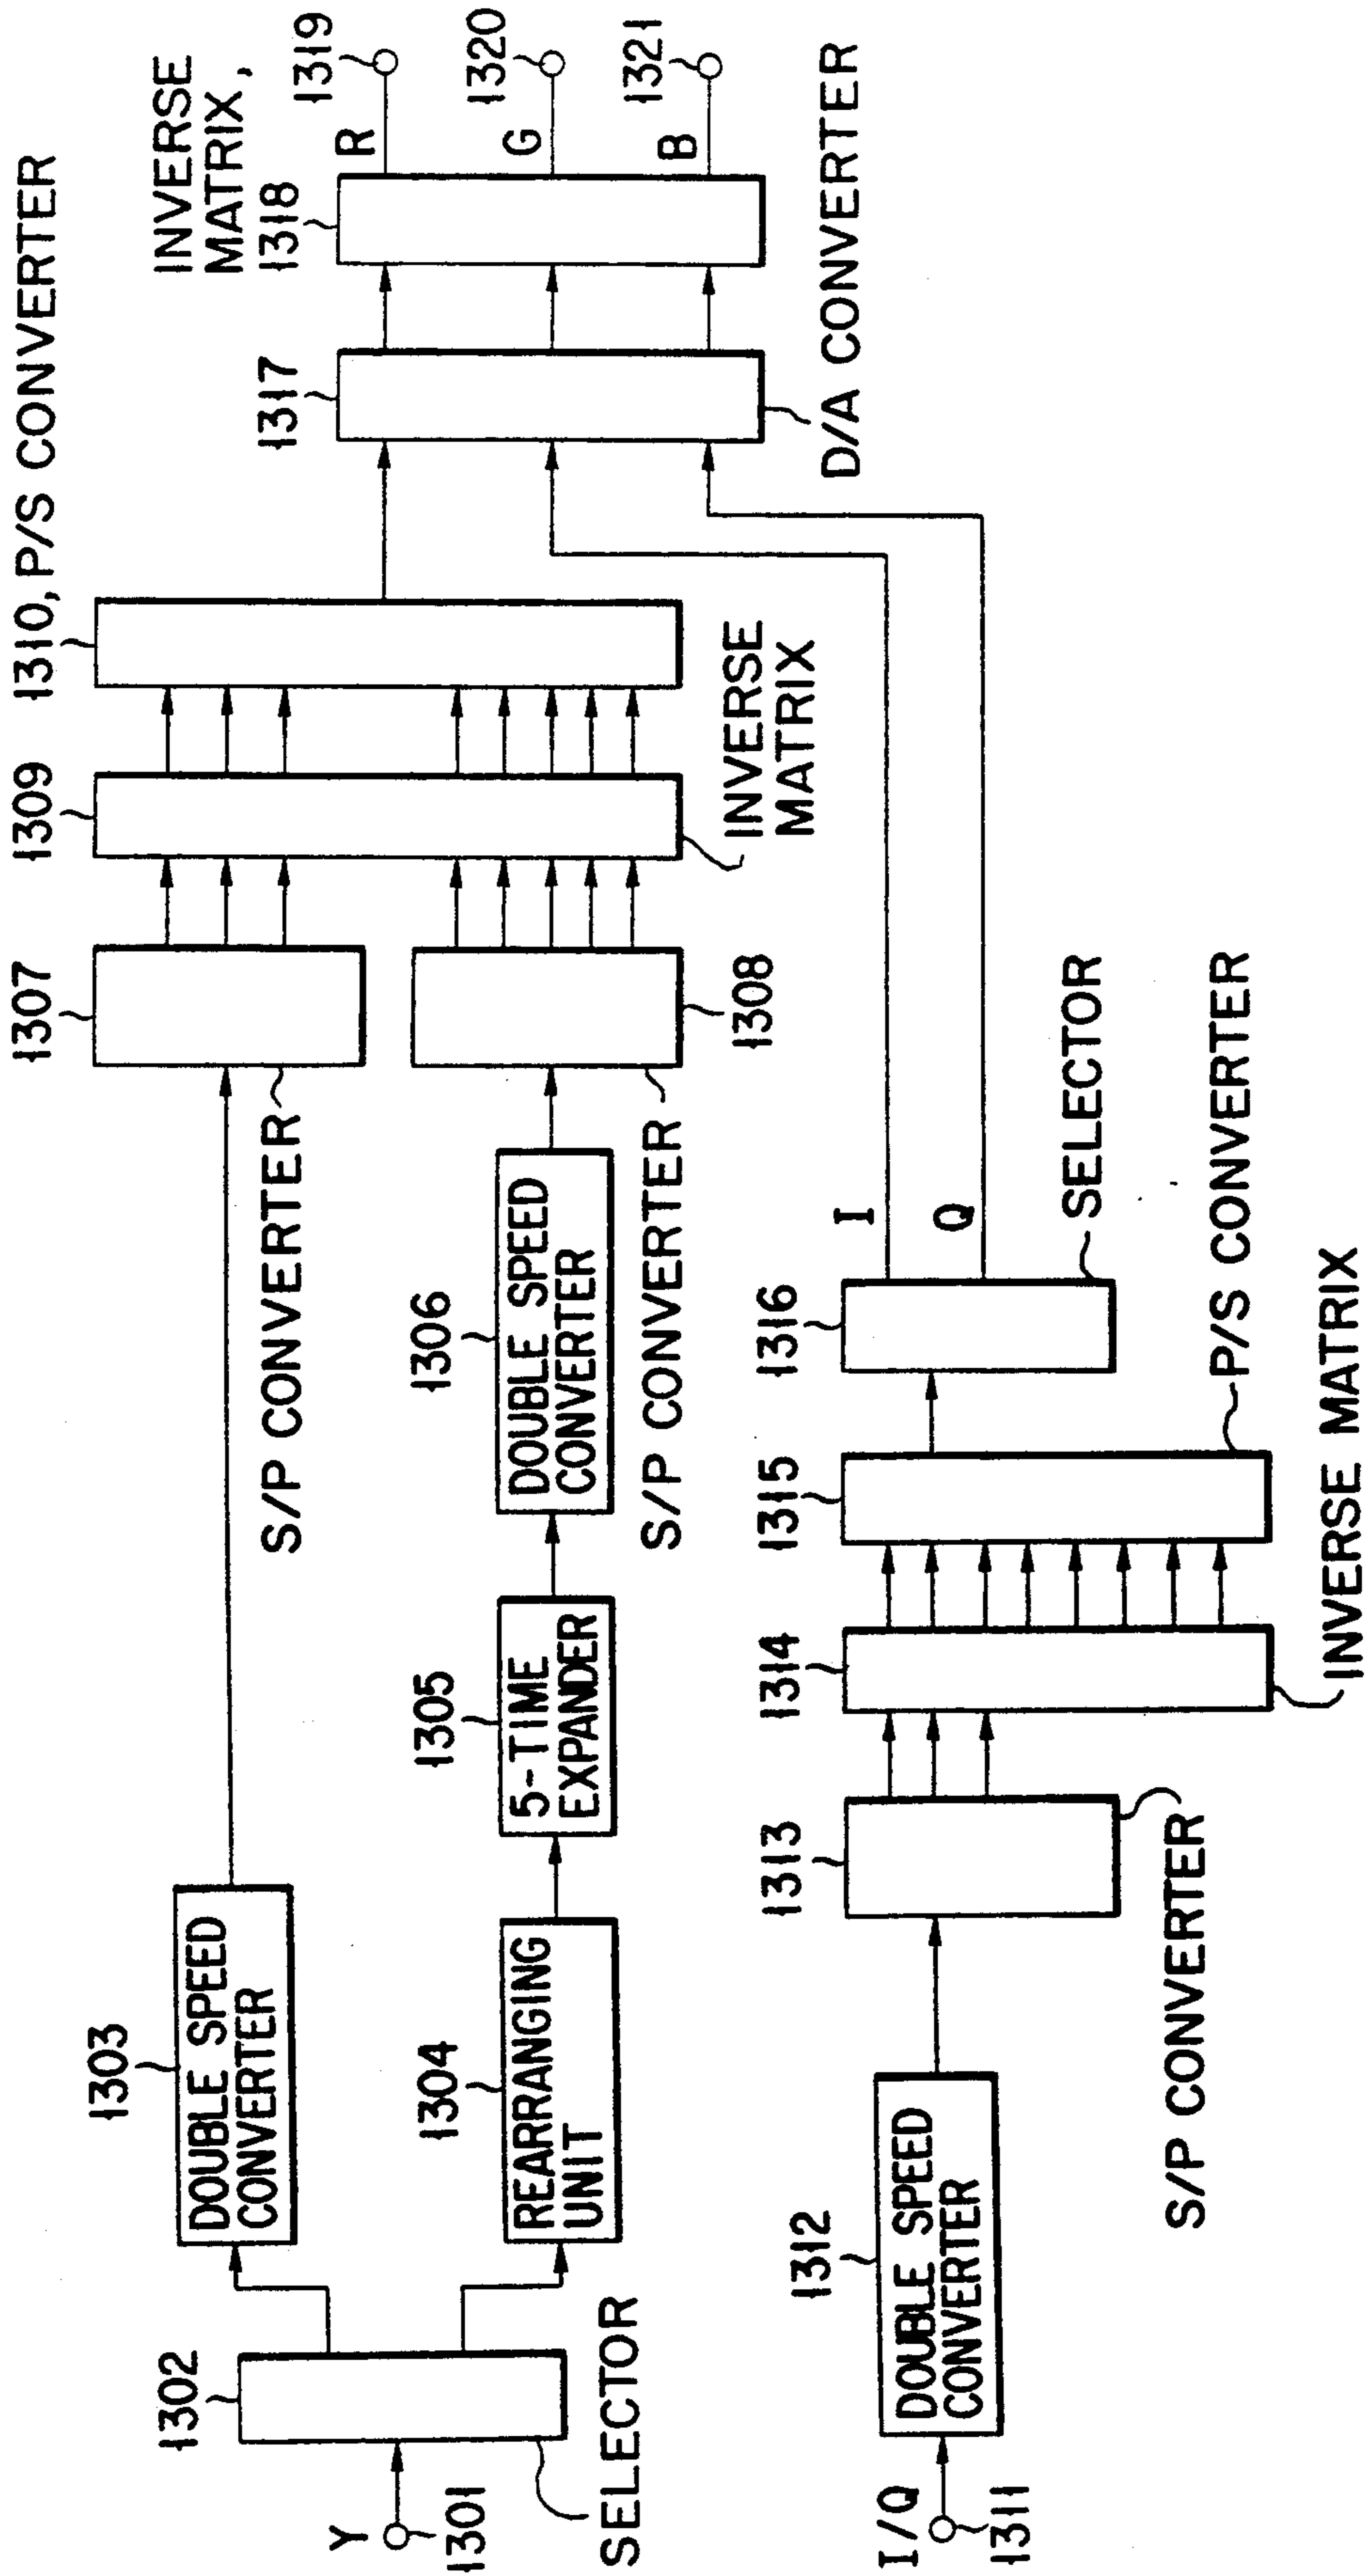 Y
1301
1302
SELECTOR
1303
DOUBLE SPEED
CONVERTER
1304
REARRANGING
UNIT
1305
5-TIME
EXPANDER
1306
DOUBLE SPEED
CONVERTER
1307
S/P CONVERTER
1308
S/P CONVERTER
1309
INVERSE
MATRIX
1310, P/S CONVERTER
I/Q
1311
1312
DOUBLE SPEED
CONVERTER
1313
S/P CONVERTER
1314
INVERSE MATRIX
1315
P/S CONVERTER
1316
SELECTOR
I
Q
1317
D/A CONVERTER
INVERSE
MATRIX,
1318
R
1319
G
1320
B
1321